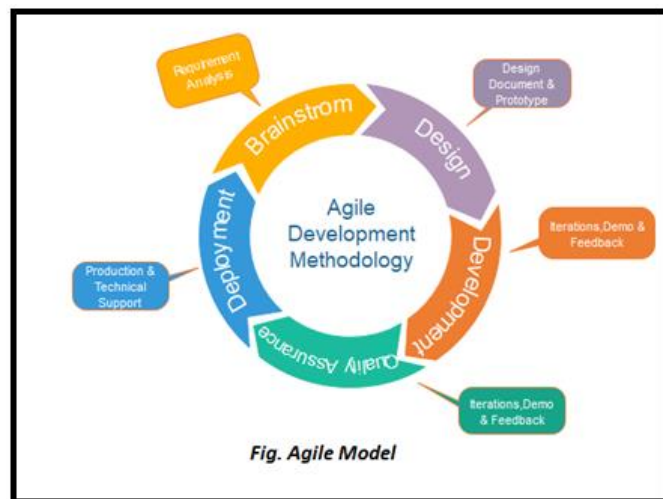 Requirement
Analysis
Brainstrom
Design
Document &
Prototype
Design
Iterations,Demo &
Feedback
Development
Iterations,Demo
& Feedback
Quality Assurance
Production &
Technical
Support
Deployment
Agile
Development
Methodology
Fig. Agile Model